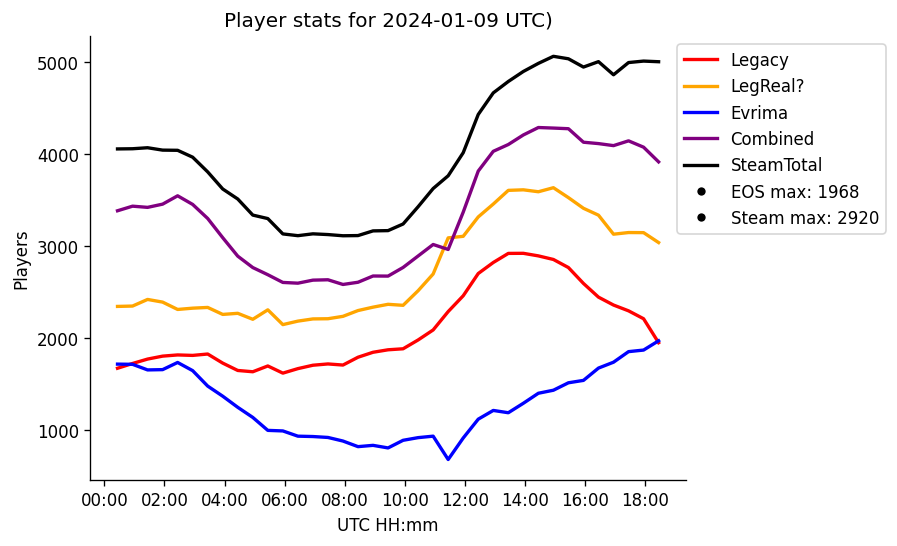 Player stats for 2024-01-09 UTC)
Legacy
LegReal?
Evrima
Combined
SteamTotal
EOS max: 1968
Steam max: 2920
Players
5000
4000
3000
2000
1000
00:00 02:00 04:00 06:00 08:00 10:00 12:00 14:00 16:00 18:00
UTC HH:mm